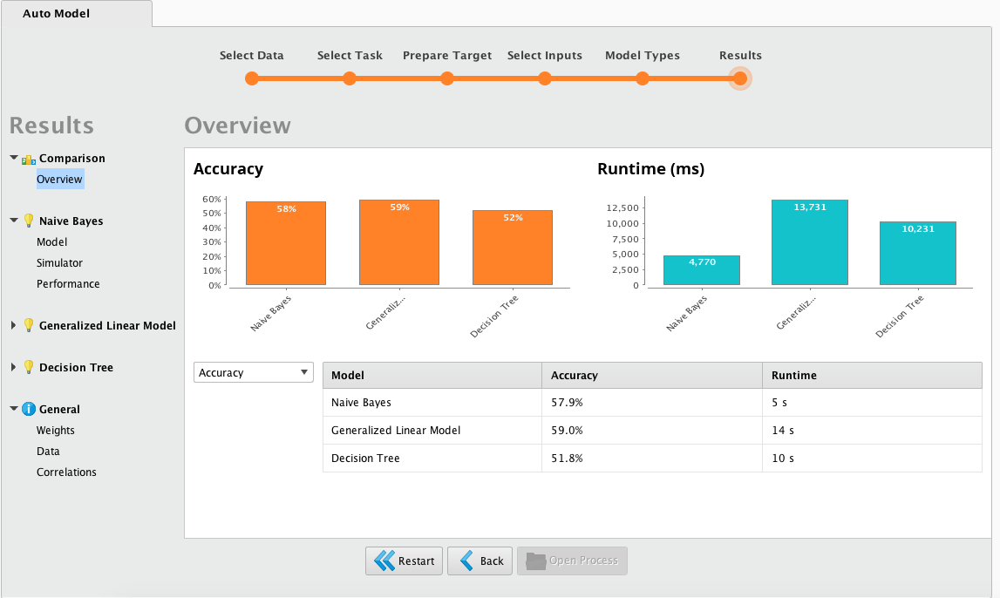 Auto Model
Select Data Select Task Prepare Target Select Inputs Model Types Results
Results
Comparison
Overview
Naive Bayes
Model
Simulator
Performance
Generalized Linear Model
Decision Tree
General
Weights
Data
Correlations
Overview
Accuracy
60%
50%
40%
30%
20%
10%
0%
58%
59%
52%
Naive Bayes
Generaliz...
Decision Tree
Runtime (ms)
12,500
10,000
7,500
5,000
2,500
0
4,770
13,731
10,231
Naive Bayes
Generaliz...
Decision Tree
Accuracy
Model Accuracy Runtime
Naive Bayes 57.9% 5 s
Generalized Linear Model 59.0% 14 s
Decision Tree 51.8% 10 s
Restart Back Open Process